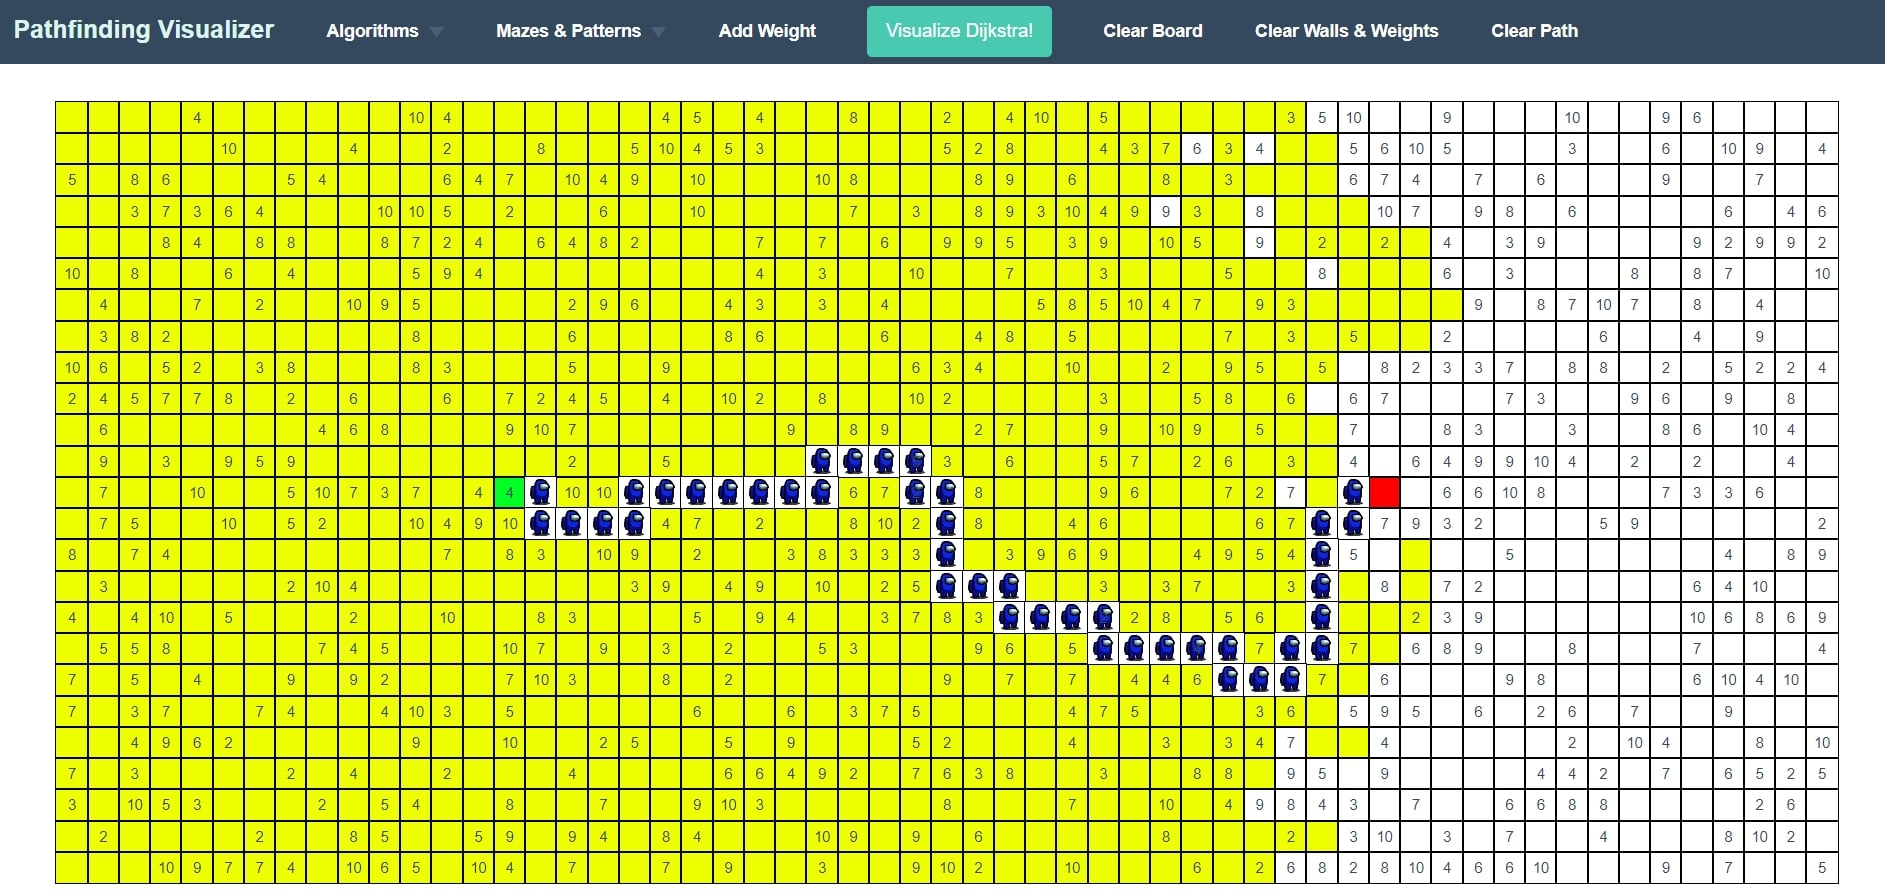 Pathfinding Visualizer Algorithms Mazes & Patterns Add Weight Visualize Dijkstra! Clear Board Clear Walls & Weights Clear Path
4 10 4 4 5 4 8 2 4 10 5 3 5 10 9 10 9 6
10 4 2 8 5 10 4 5 3 5 2 8 4 3 7 6 3 4 5 6 10 5 3 6 10 9 4
5 8 6 5 4 6 4 7 10 4 9 10 10 8 8 9 6 8 3 6 7 4 7 6 9 7
3 7 3 6 4 10 10 5 2 6 10 7 3 8 9 3 10 4 9 9 3 8 10 7 9 8 6 6 4 6
8 4 8 8 8 7 2 4 6 4 8 2 7 7 6 9 9 5 3 9 10 5 9 2 2 4 3 9 9 2 9 9 2
10 8 6 4 5 9 4 4 3 10 7 3 5 8 6 3 8 8 7 10
4 7 2 10 9 5 2 9 6 4 3 3 4 5 8 5 10 4 7 9 3 9 8 7 10 7 8 4
3 8 2 8 6 8 6 6 4 8 5 7 3 5 2 6 4 9
10 6 5 2 3 8 8 3 5 9 6 3 4 10 2 9 5 5 8 2 3 3 7 8 8 2 5 2 2 4
2 4 5 7 7 8 2 6 6 7 2 4 5 4 10 2 8 10 2 3 5 8 6 6 7 7 3 9 6 9 8
6 4 6 8 9 10 7 9 8 9 2 7 9 10 9 5 7 8 3 3 8 6 10 4
9 3 9 5 9 2 5 3 6 5 7 2 6 3 4 6 4 9 9 10 4 2 2 4
7 10 5 10 7 3 7 4 4 10 10 6 7 8 9 6 7 2 7 6 6 10 8 7 3 3 6
7 5 10 5 2 10 4 9 10 4 7 2 8 10 2 8 4 6 6 7 7 9 3 2 5 9 2
8 7 4 7 8 3 10 9 2 3 8 3 3 3 3 9 6 9 4 9 5 4 5 5 4 8 9
3 2 10 4 3 9 4 9 10 2 5 3 3 7 3 8 7 2 6 4 10
4 4 10 5 2 10 8 3 5 9 4 3 7 8 3 2 8 5 6 2 3 9 10 6 8 6 9
5 5 8 7 4 5 10 7 9 3 2 5 3 9 6 5 7 7 6 8 9 8 7 4
7 5 4 9 9 2 7 10 3 8 2 9 7 7 4 4 6 7 6 9 8 6 10 4 10
7 3 7 7 4 4 10 3 5 6 6 3 7 5 4 7 5 3 6 5 9 5 6 2 6 7 9
4 9 6 2 9 10 2 5 5 9 5 2 4 3 3 4 7 4 2 10 4 8 10
7 3 2 4 2 4 6 6 4 9 2 7 6 3 8 3 8 8 9 5 9 4 4 2 7 6 5 2 5
3 10 5 3 2 5 4 8 7 9 10 3 8 7 10 4 9 8 4 3 7 6 6 8 8 2 6
2 2 8 5 5 9 9 4 8 4 10 9 9 6 8 2 3 10 3 7 4 8 10 2
10 9 7 7 4 10 6 5 10 4 7 7 9 3 9 10 2 10 6 2 6 8 2 8 10 4 6 6 10 9 7 5